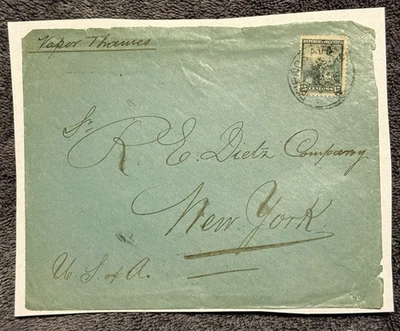 Vapor Thames
Sr.
R. E. Dietz Company.
New York
U. S. of A.